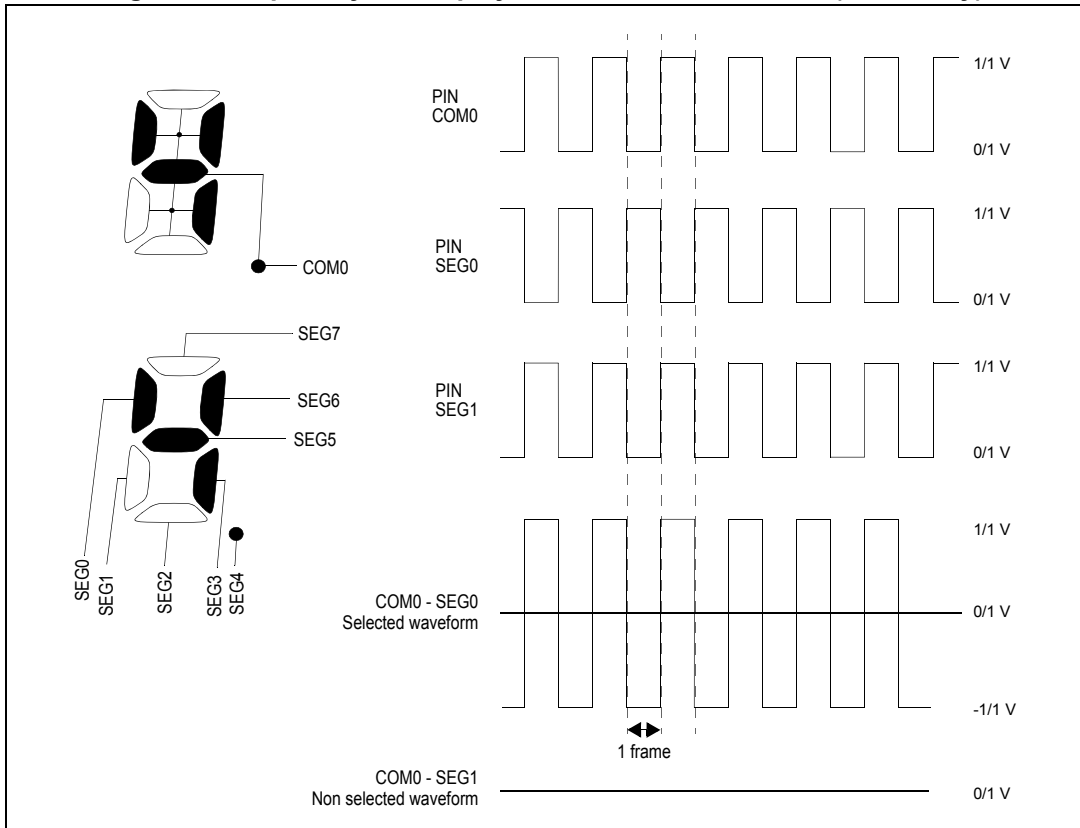 1/1 V
PIN
COM0
0/1 V
1/1 V
PIN
SEG0
0/1 V
COM0
SEG7
1/1 V
PIN
SEG1
SEG6
SEG5
0/1 V
1/1 V
SEG0
SEG1
SEG2
SEG3
SEG4
COM0 - SEG0
Selected waveform
0/1 V
-1/1 V
1 frame
COM0 - SEG1
Non selected waveform
0/1 V